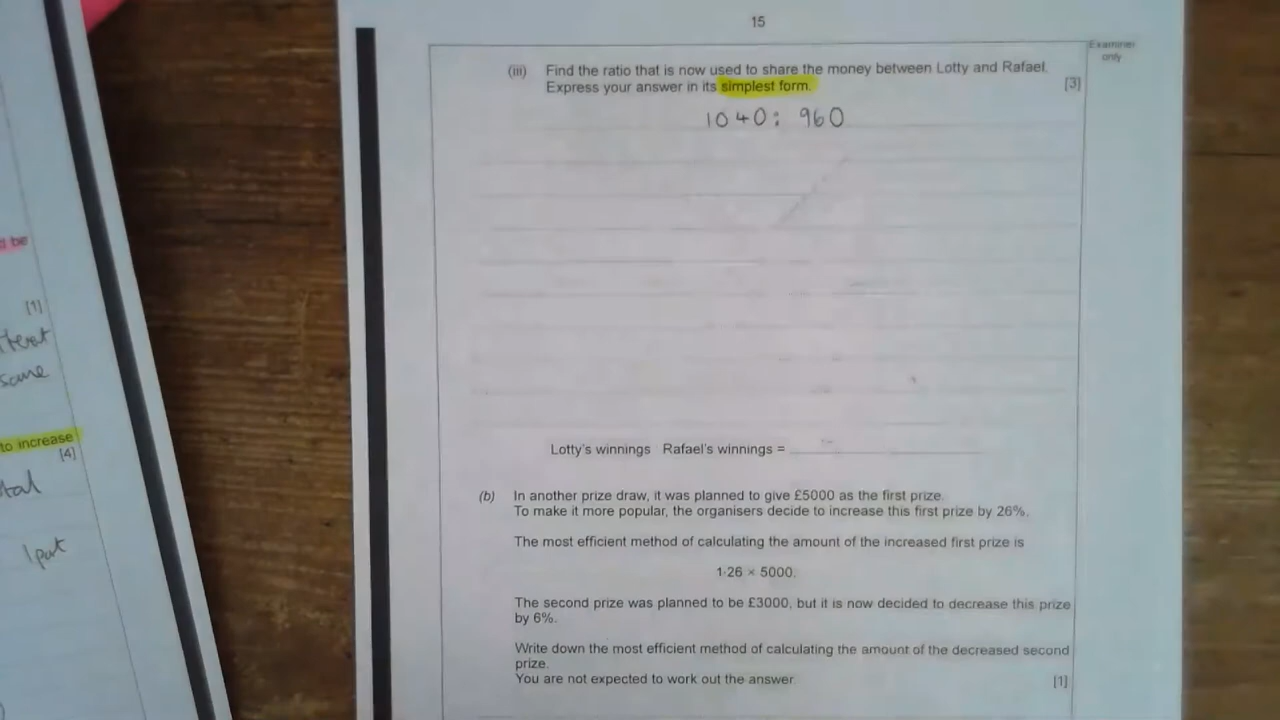 15
Examiner
only
(iii) Find the ratio that is now used to share the money between Lotty and Rafael.
Express your answer in its simplest form. [3]
1040: 960
Lotty's winnings Rafael's winnings =
(b) In another prize draw, it was planned to give £5000 as the first prize.
To make it more popular, the organisers decide to increase this first prize by 26%.
The most efficient method of calculating the amount of the increased first prize is
1·26 × 5000.
The second prize was planned to be £3000, but it is now decided to decrease this prize
by 6%.
Write down the most efficient method of calculating the amount of the decreased second
prize.
You are not expected to work out the answer. [1]
be
[1]
same
to increase
[4]
put